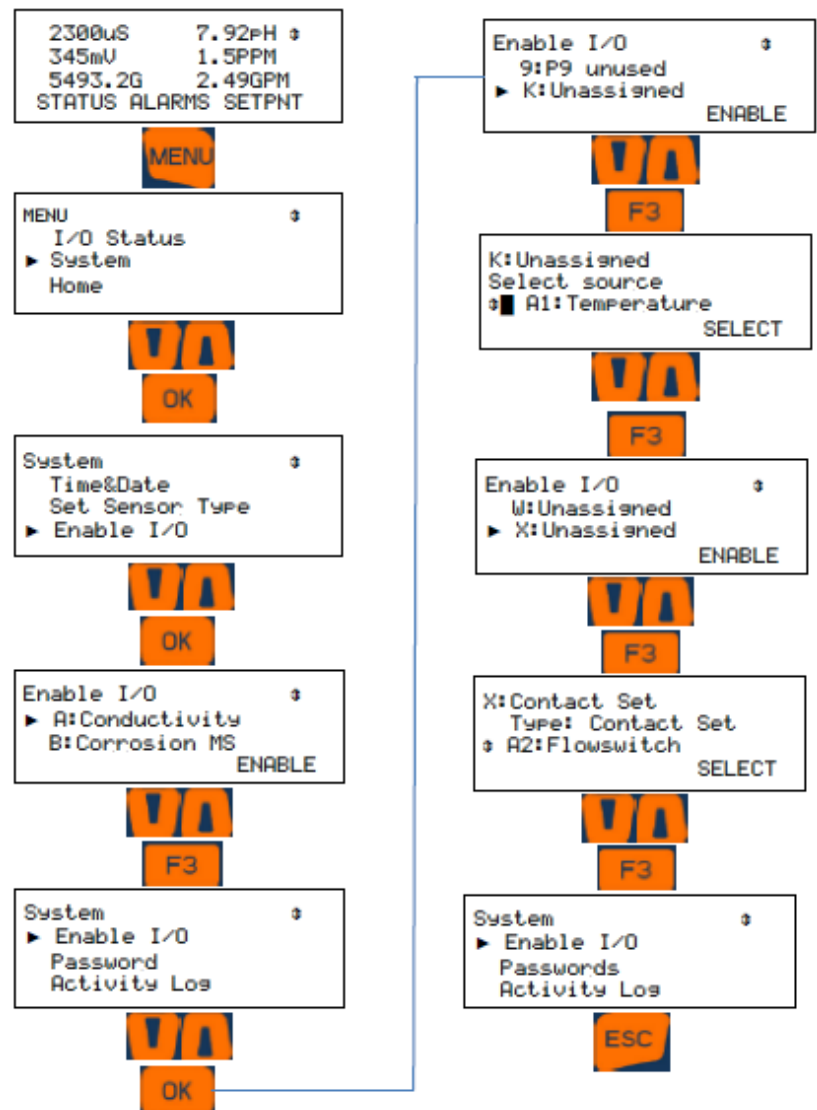 2300uS 7.92pH
345mV 1.5PPM
5493.2G 2.49GPM
STATUS ALARMS SETPNT
MENU
MENU
I/O Status
► System
Home
OK
System
Time&Date
Set Sensor Type
► Enable I/O
OK
Enable I/O
► A:Conductivity
B:Corrosion MS
ENABLE
F3
System
► Enable I/O
Password
Activity Log
OK
Enable I/O
9:P9 unused
► K:Unassigned
ENABLE
F3
K:Unassigned
Select source
A1:Temperature
SELECT
F3
Enable I/O
W:Unassigned
► X:Unassigned
ENABLE
F3
X:Contact Set
Type: Contact Set
A2:Flowswitch
SELECT
F3
System
► Enable I/O
Passwords
Activity Log
ESC